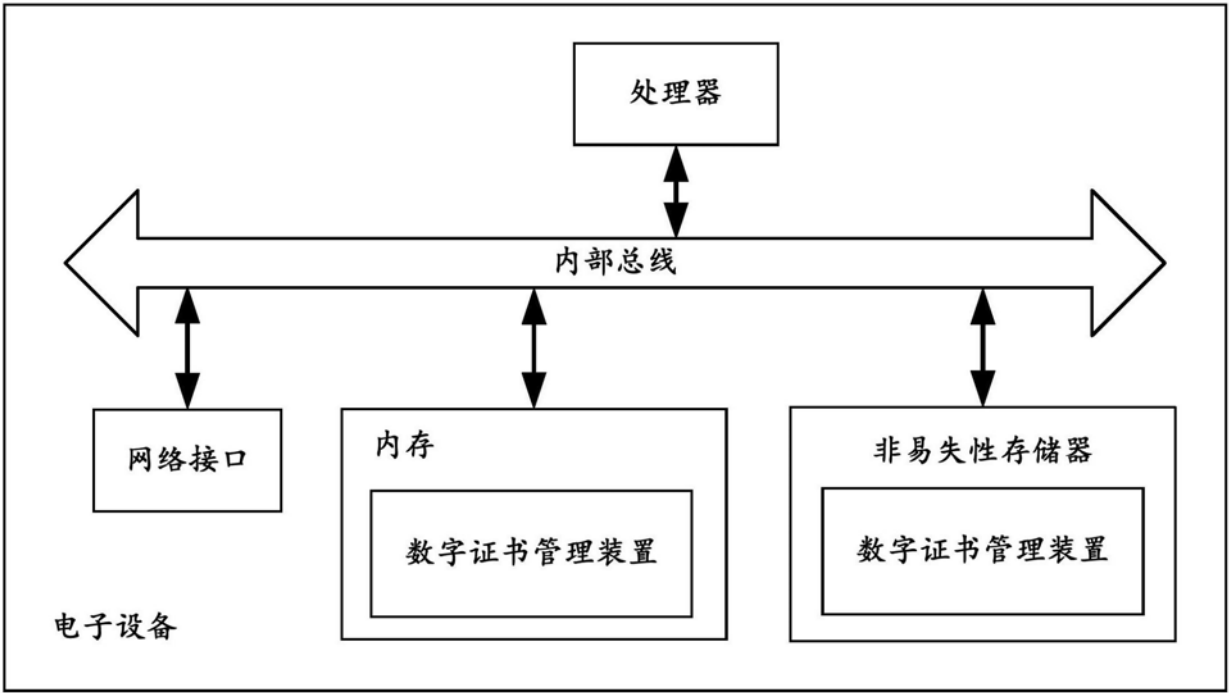 处理器
内部总线
网络接口
内存
数字证书管理装置
非易失性存储器
数字证书管理装置
电子设备